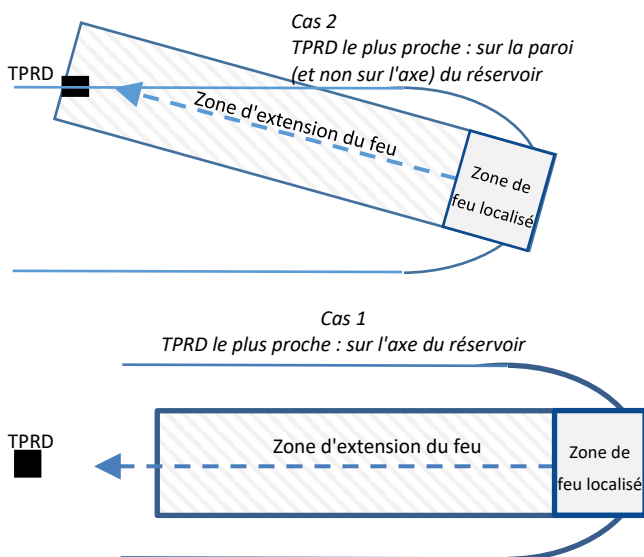 Cas 2
TPRD le plus proche : sur la paroi
(et non sur l'axe) du réservoir
TPRD
Zone d'extension du feu
Zone de
feu localisé
Cas 1
TPRD le plus proche : sur l'axe du réservoir
TPRD
Zone d'extension du feu
Zone de
feu localisé